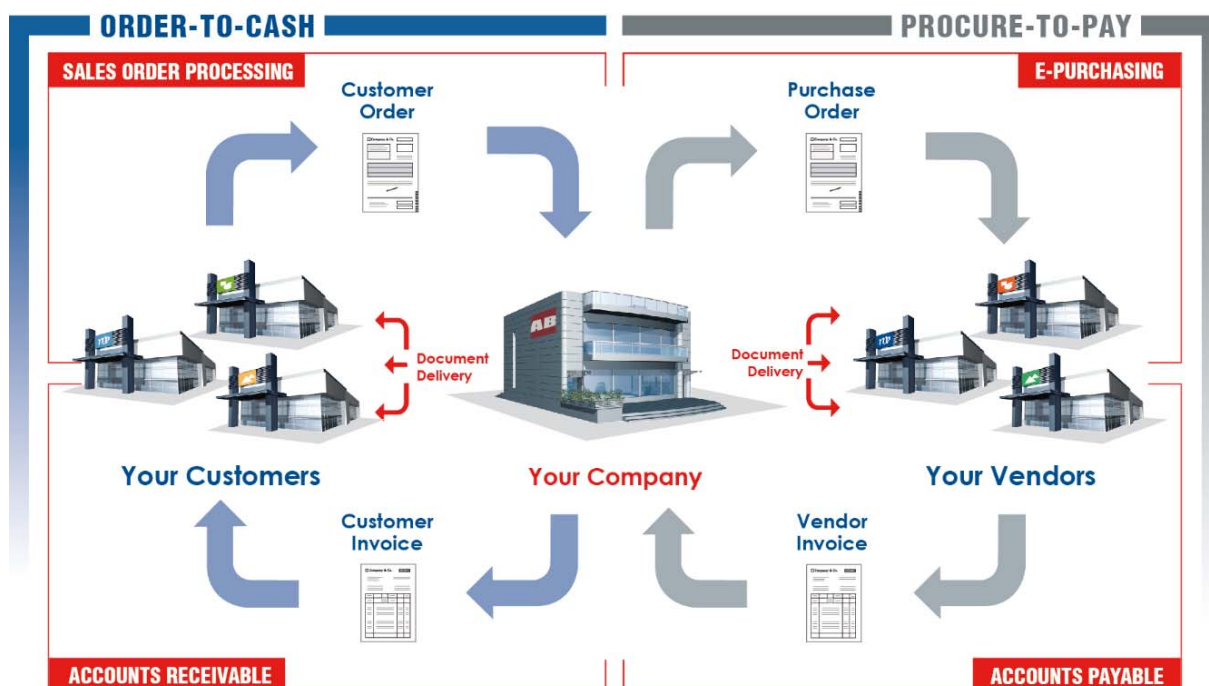 ORDER-TO-CASH
PROCURE-TO-PAY
SALES ORDER PROCESSING
E-PURCHASING
Customer
Order
Purchase
Order
AB
Document
Delivery
Document
Delivery
Your Customers
Your Company
Your Vendors
Customer
Invoice
Vendor
Invoice
ACCOUNTS RECEIVABLE
ACCOUNTS PAYABLE